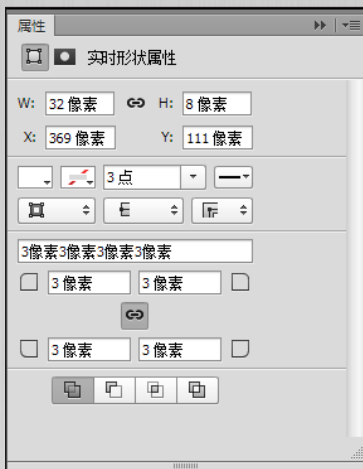 属性
实时形状属性
W: 32 像素 H: 8 像素
X: 369 像素 Y: 111 像素
3 点
3像素3像素3像素3像素
3 像素 3 像素
3 像素 3 像素